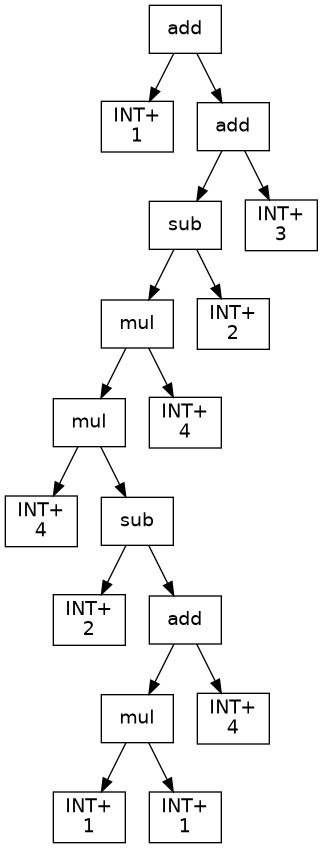 add
INT+
1
add
sub
INT+
3
mul
INT+
2
mul
INT+
4
INT+
4
sub
INT+
2
add
mul
INT+
4
INT+
1
INT+
1